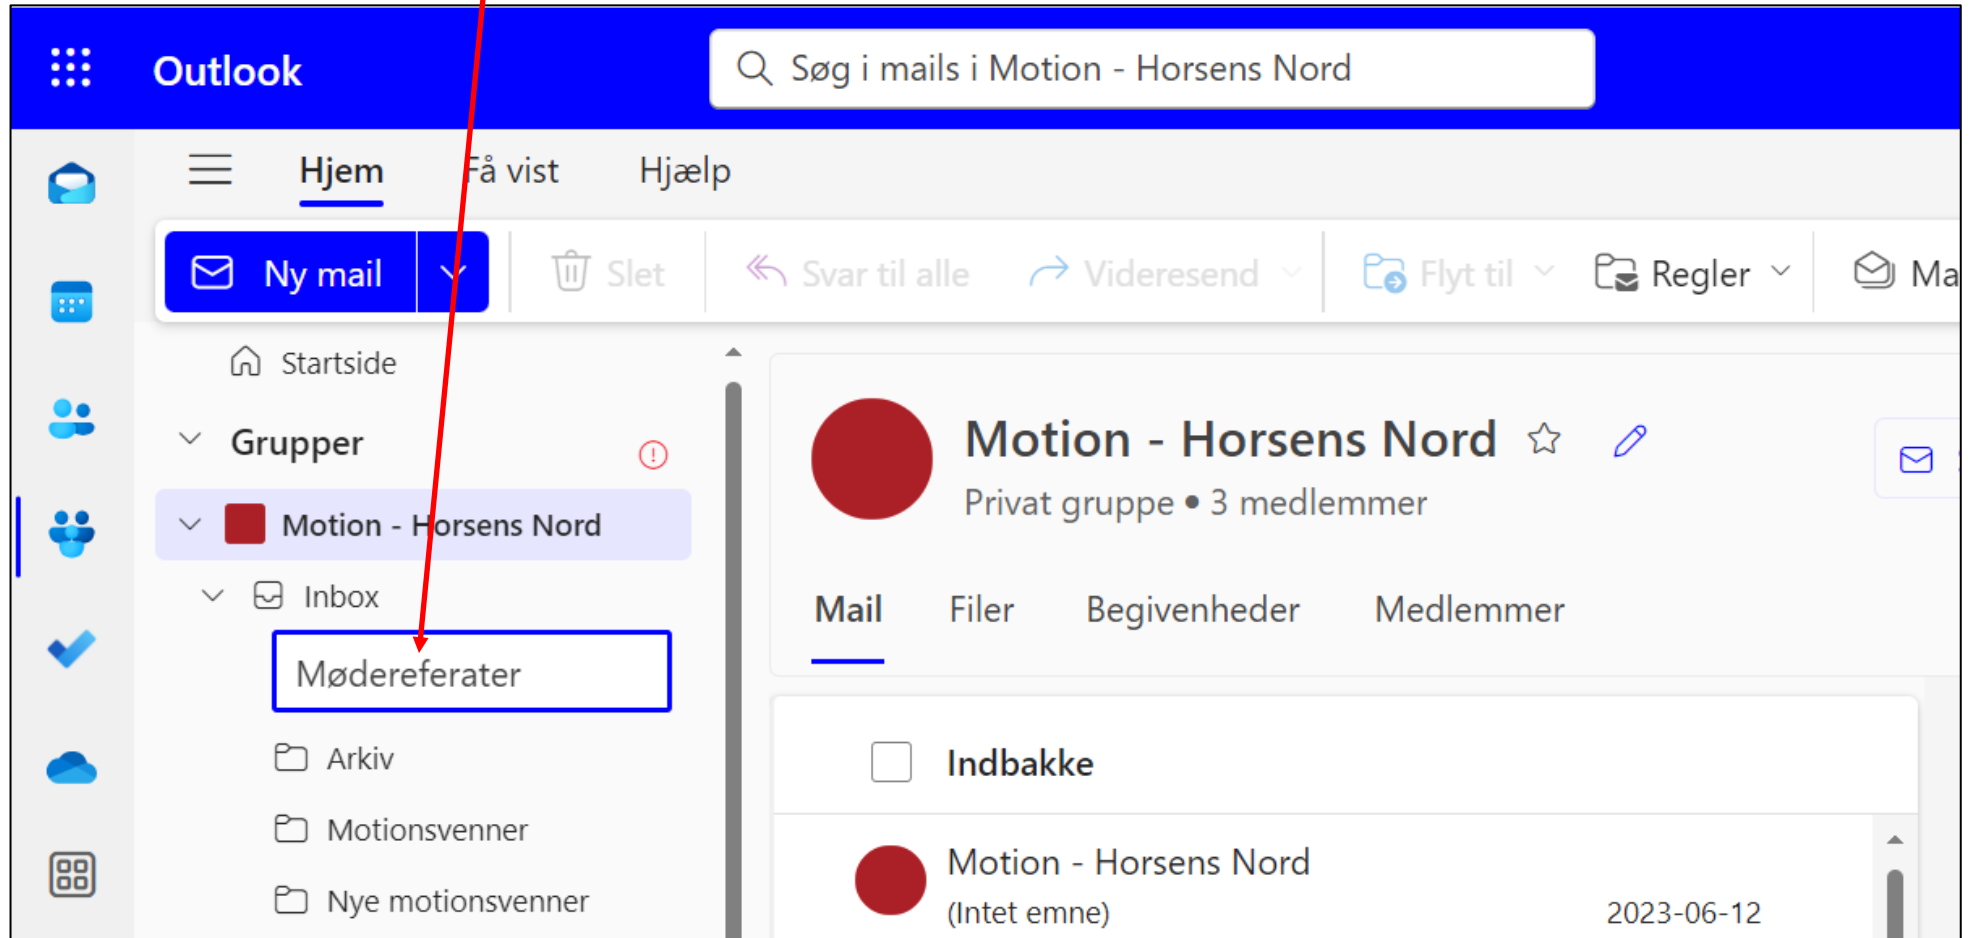 Outlook
Søg i mails i Motion - Horsens Nord
Hjem Få vist Hjælp
Ny mail Slet Svar til alle Videresend Flyt til Regler Ma
Startside
Grupper
Motion - Horsens Nord
Inbox
Mødereferater
Arkiv
Motionsvenner
Nye motionsvenner
Motion - Horsens Nord
Privat gruppe • 3 medlemmer
Mail Filer Begivenheder Medlemmer
Indbakke
Motion - Horsens Nord
(Intet emne) 2023-06-12